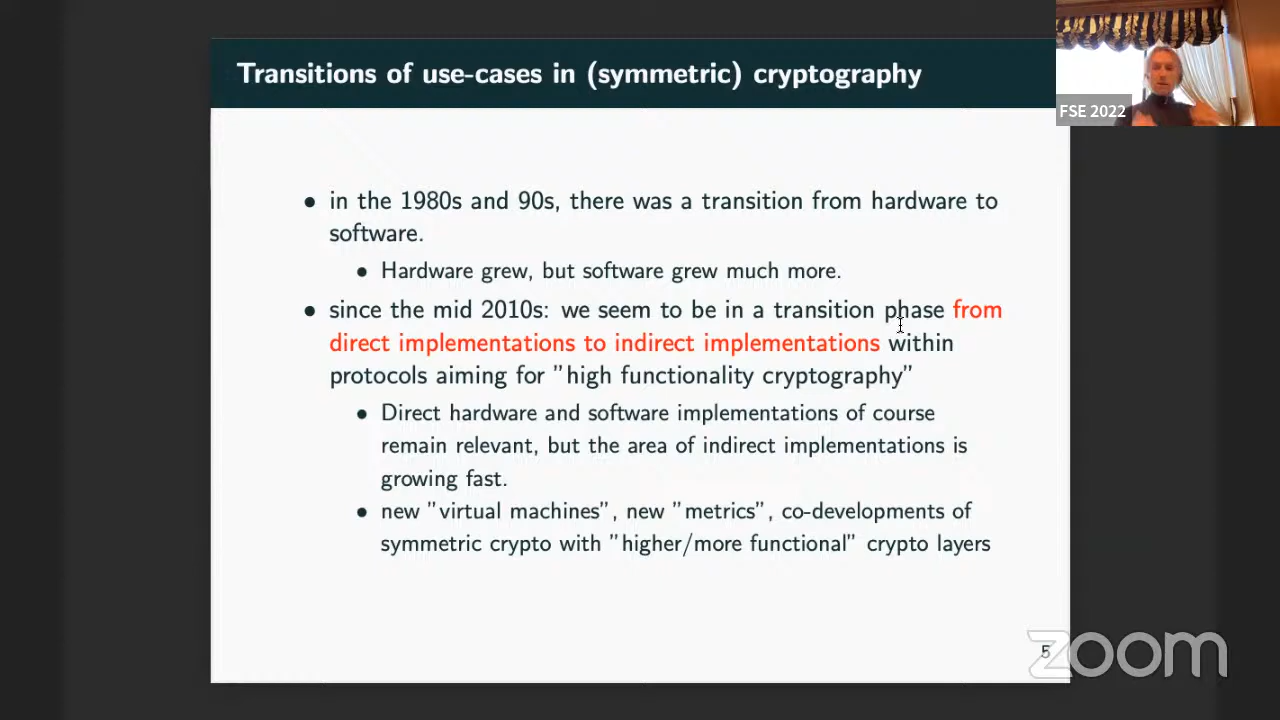 Transitions of use-cases in (symmetric) cryptography
FSE 2022
• in the 1980s and 90s, there was a transition from hardware to
software.
• Hardware grew, but software grew much more.
• since the mid 2010s: we seem to be in a transition phase from
direct implementations to indirect implementations within
protocols aiming for ”high functionality cryptography”
• Direct hardware and software implementations of course
remain relevant, but the area of indirect implementations is
growing fast.
• new ”virtual machines”, new ”metrics”, co-developments of
symmetric crypto with ”higher/more functional” crypto layers
5
zoom